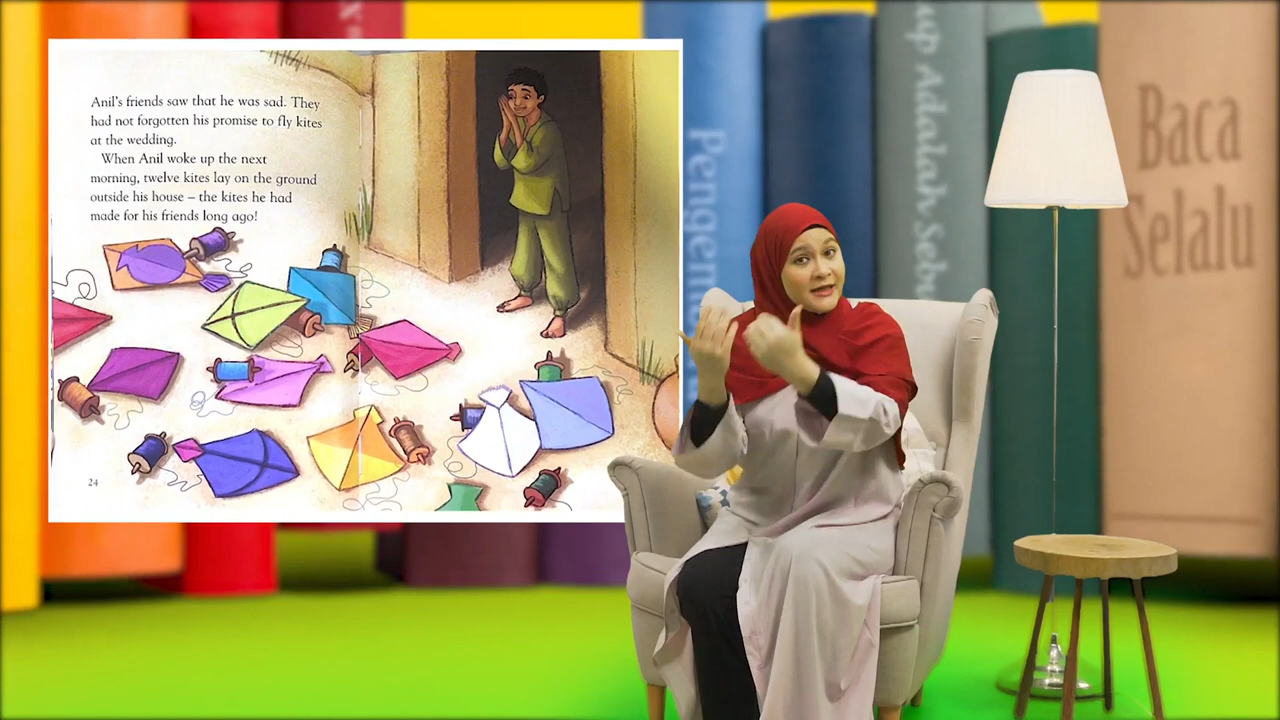 Anil's friends saw that he was sad. They
had not forgotten his promise to fly kites
at the wedding.
When Anil woke up the next
morning, twelve kites lay on the ground
outside his house – the kites he had
made for his friends long ago!
24
up Adalah Sebu
Baca
Selalu